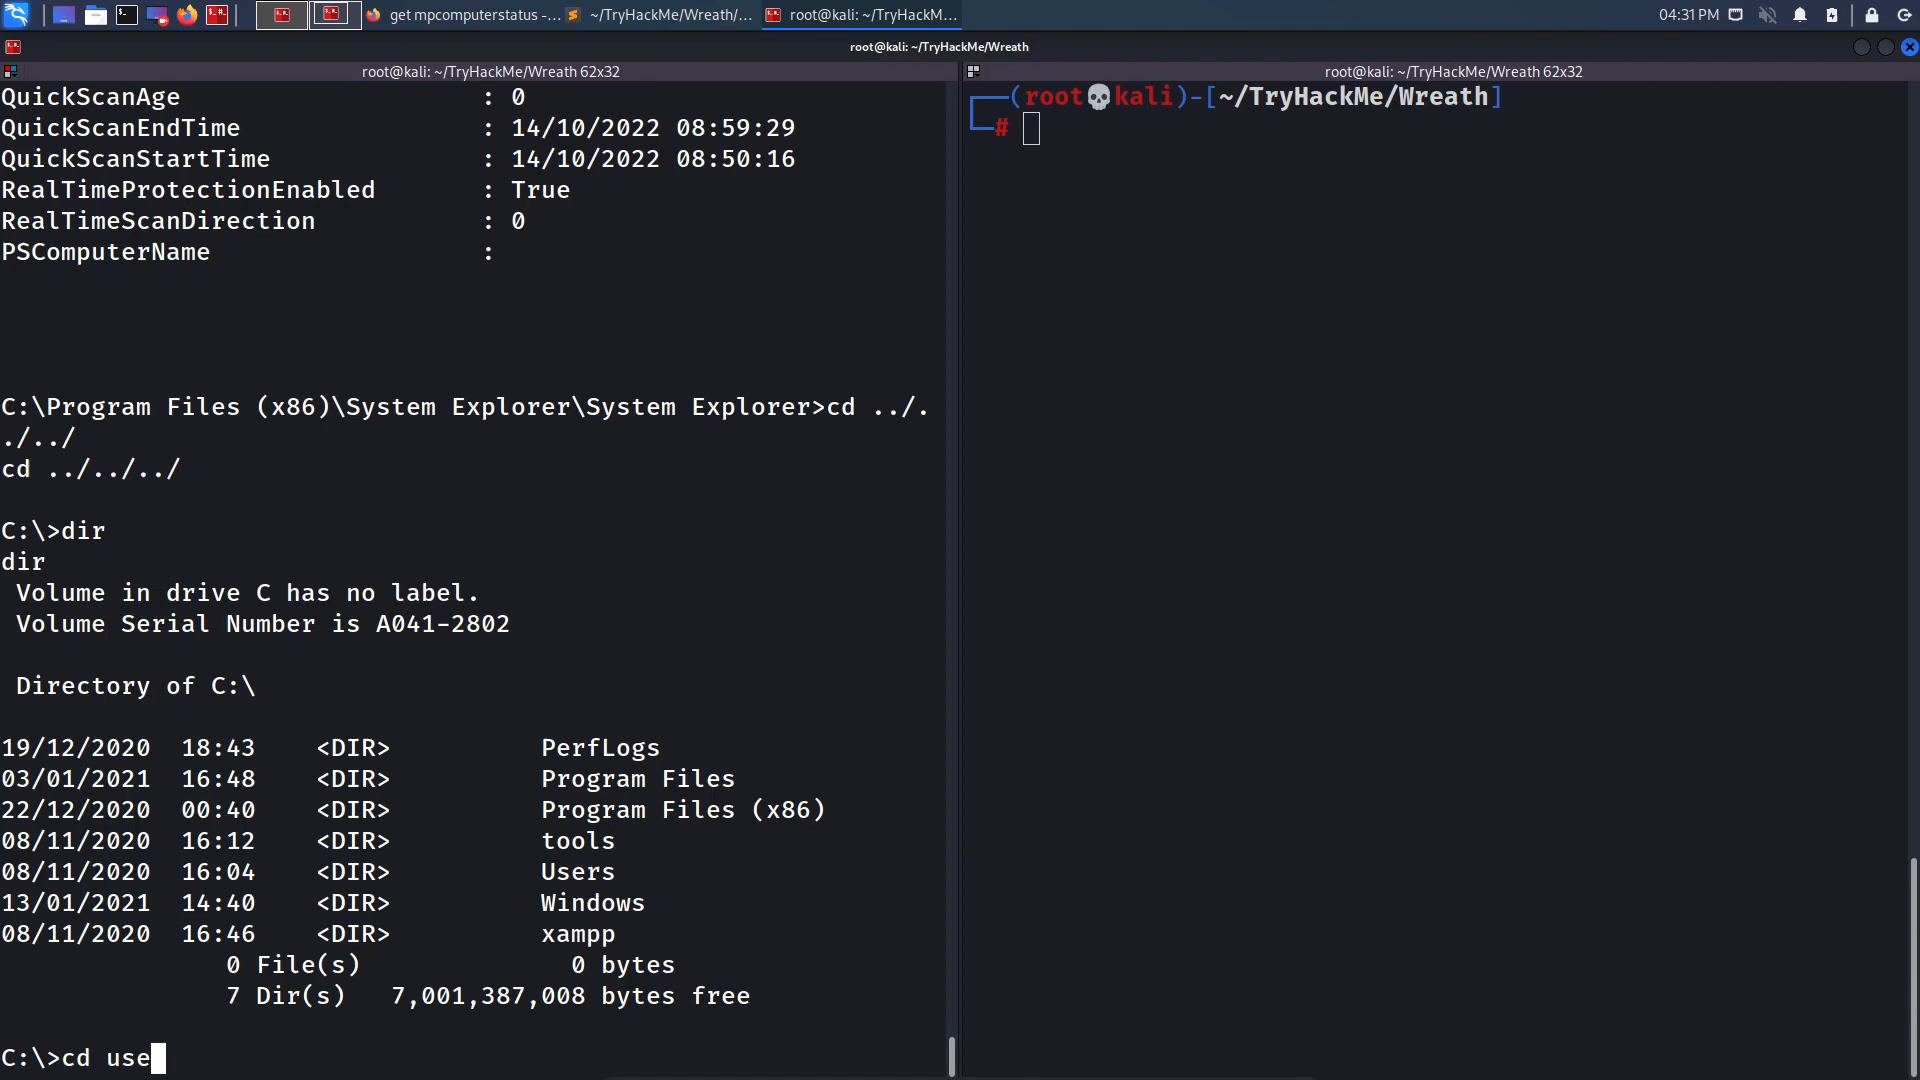 get mpcomputerstatus -...
~/TryHackMe/Wreath/...
root@kali: ~/TryHackM...
04:31 PM
root@kali: ~/TryHackMe/Wreath
root@kali: ~/TryHackMe/Wreath 62x32
QuickScanAge                    : 0
QuickScanEndTime                : 14/10/2022 08:59:29
QuickScanStartTime              : 14/10/2022 08:50:16
RealTimeProtectionEnabled       : True
RealTimeScanDirection           : 0
PSComputerName                  :
C:\Program Files (x86)\System Explorer\System Explorer>cd ../.
./../
cd ../../../
C:\>dir
dir
 Volume in drive C has no label.
 Volume Serial Number is A041-2802
 Directory of C:\
19/12/2020  18:43    <DIR>          PerfLogs
03/01/2021  16:48    <DIR>          Program Files
22/12/2020  00:40    <DIR>          Program Files (x86)
08/11/2020  16:12    <DIR>          tools
08/11/2020  16:04    <DIR>          Users
13/01/2021  14:40    <DIR>          Windows
08/11/2020  16:46    <DIR>          xampp
               0 File(s)              0 bytes
               7 Dir(s)   7,001,387,008 bytes free
C:\>cd use
root@kali: ~/TryHackMe/Wreath 62x32
┌──(root💀kali)-[~/TryHackMe/Wreath]
└─#